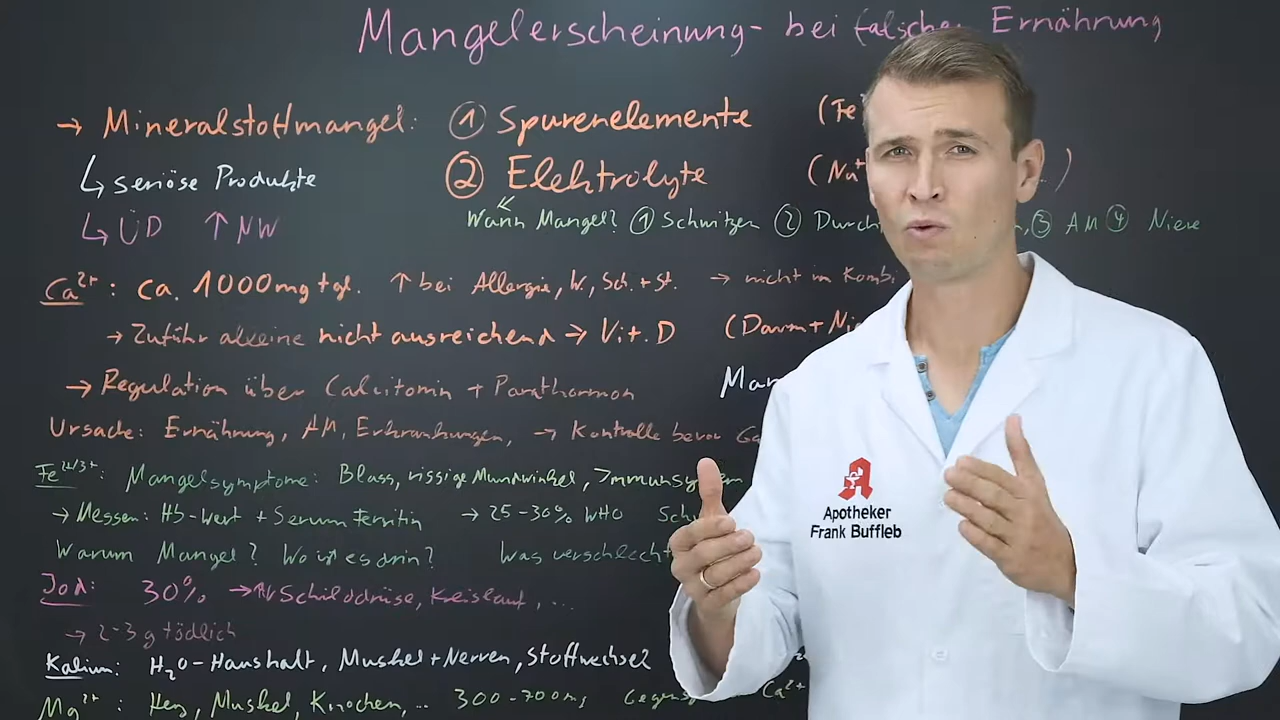 Mangelerscheinung - bei falscher Ernährung
→ Mineralstoffmangel: ① Spurenelemente (Fe
↳ seriöse Produkte ② Elektrolyte (Na⁺ ...)
↳ ÜD ↑ NW Wann Mangel? ① Schwitzen ② Durch , ③ AM ④ Niere
Ca²⁺: ca. 1000mg tgl. ↑ bei Allergie, W., Sch. + St. → nicht im Kombi
→ Zufuhr alleine nicht ausreichend → Vit. D (Darm + Nie
→ Regulation über Calcitonin + Parathormon Man
Ursache: Ernährung, AM, Erkrankungen, → Kontrolle bevor
Fe²⁺/³⁺: Mangelsymptome: Blass, rissige Mundwinkel, Immunsystem
→ Messen: Hb-Wert + Serum Ferritin → 25-30% WHO
Warum Mangel? Wo ist es drin? Was verschlecht
Jod: 30% → Schilddrüse, Kreislauf, ...
→ 2-3 g tödlich
Kalium: H₂O-Haushalt, Muskel + Nerven, Stoffwechsel
Mg²⁺: Herz, Muskel, Knochen, .. 300-700mg Gegens Ca²⁺
Apotheker
Frank Buffleb